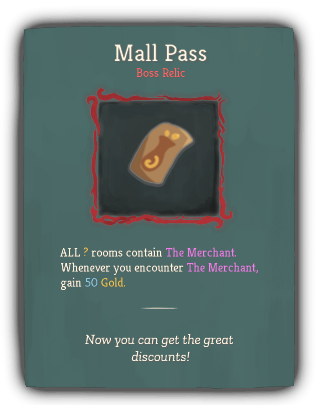 Mall Pass
Boss Relic
ALL ? rooms contain The Merchant.
Whenever you encounter The Merchant,
gain 50 Gold.
Now you can get the great
discounts!